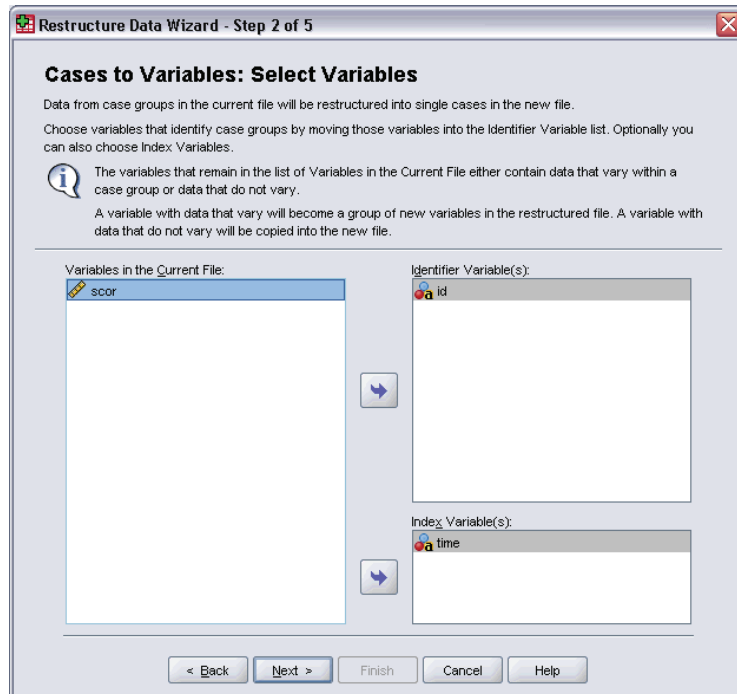 Restructure Data Wizard - Step 2 of 5
Cases to Variables: Select Variables
Data from case groups in the current file will be restructured into single cases in the new file.
Choose variables that identify case groups by moving those variables into the Identifier Variable list. Optionally you
can also choose Index Variables.
The variables that remain in the list of Variables in the Current File either contain data that vary within a
case group or data that do not vary.
A variable with data that vary will become a group of new variables in the restructured file. A variable with
data that do not vary will be copied into the new file.
Variables in the Current File:
scor
Identifier Variable(s):
a id
Index Variable(s):
a time
< Back
Next >
Finish
Cancel
Help